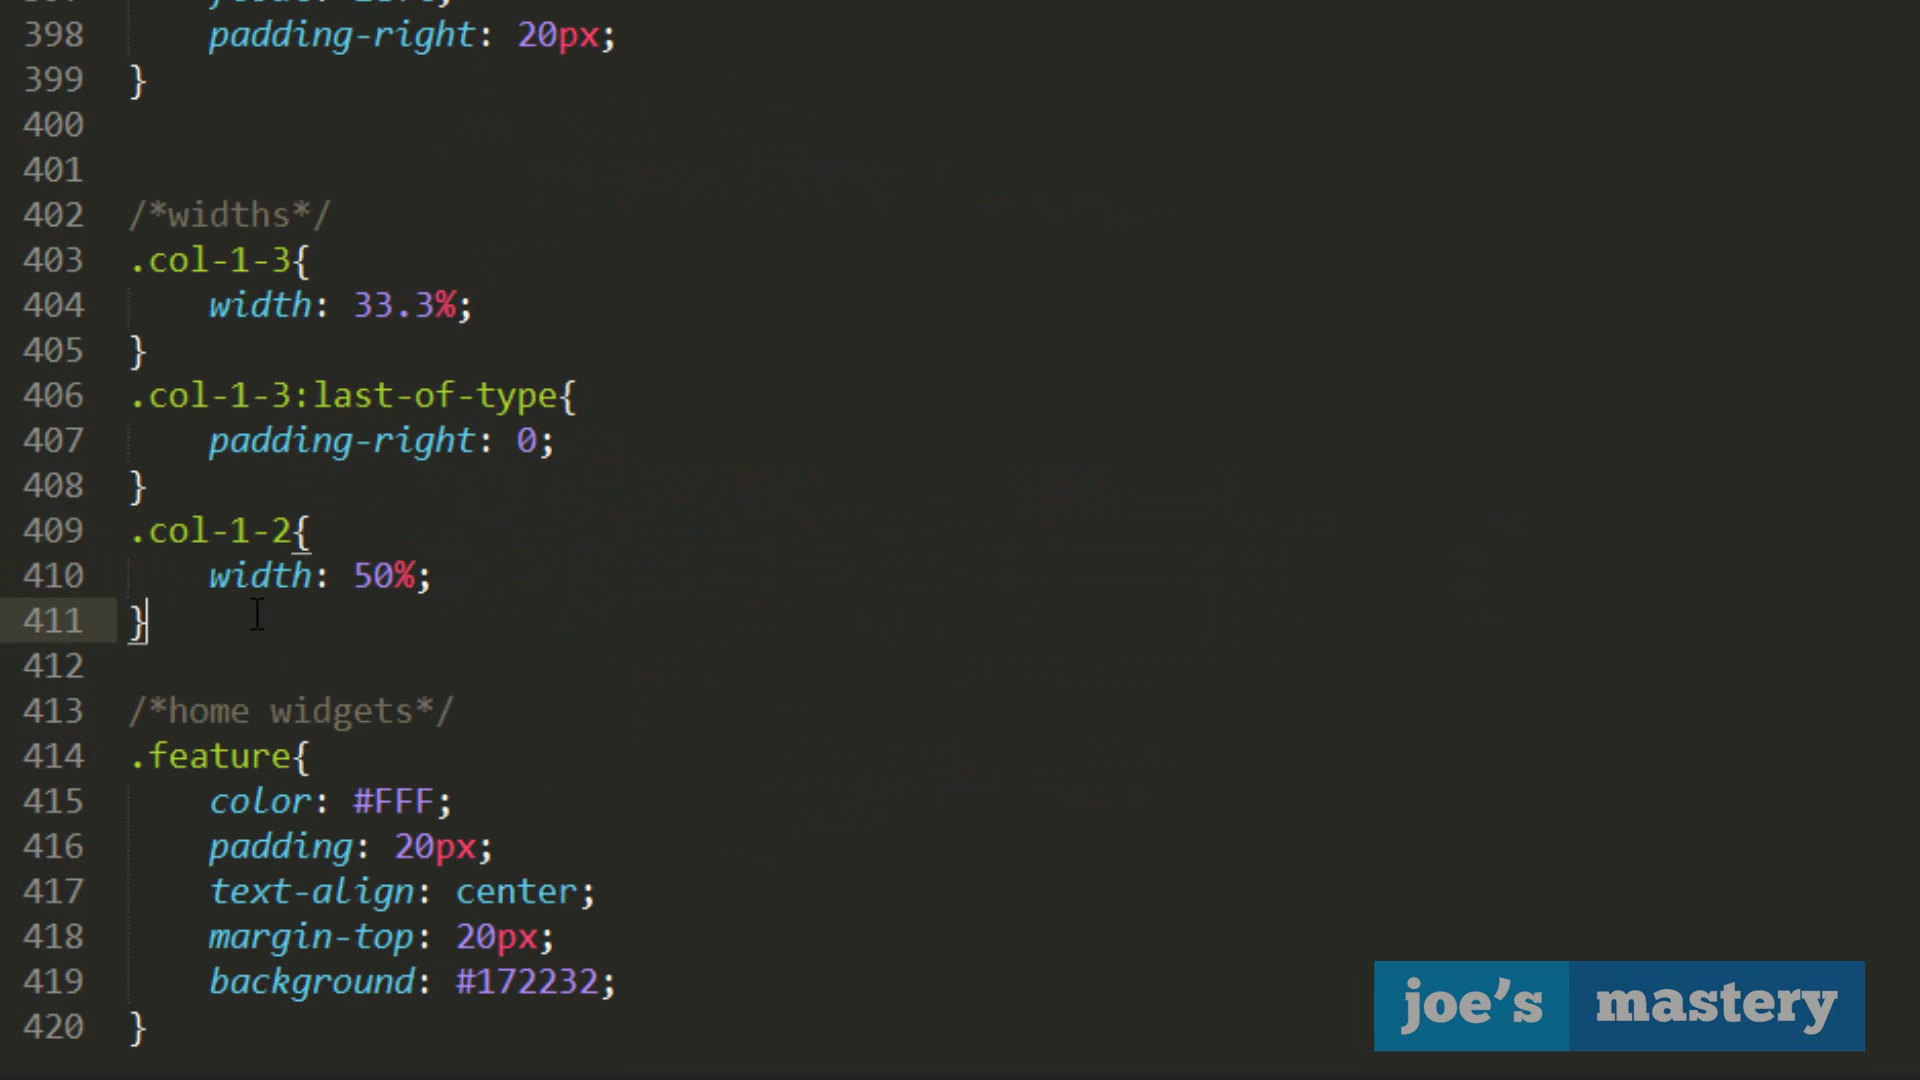 398 padding-right: 20px;
399 }
400
401
402 /*widths*/
403 .col-1-3{
404 width: 33.3%;
405 }
406 .col-1-3:last-of-type{
407 padding-right: 0;
408 }
409 .col-1-2{
410 width: 50%;
411 }
412
413 /*home widgets*/
414 .feature{
415 color: #FFF;
416 padding: 20px;
417 text-align: center;
418 margin-top: 20px;
419 background: #172232;
420 }
joe's mastery